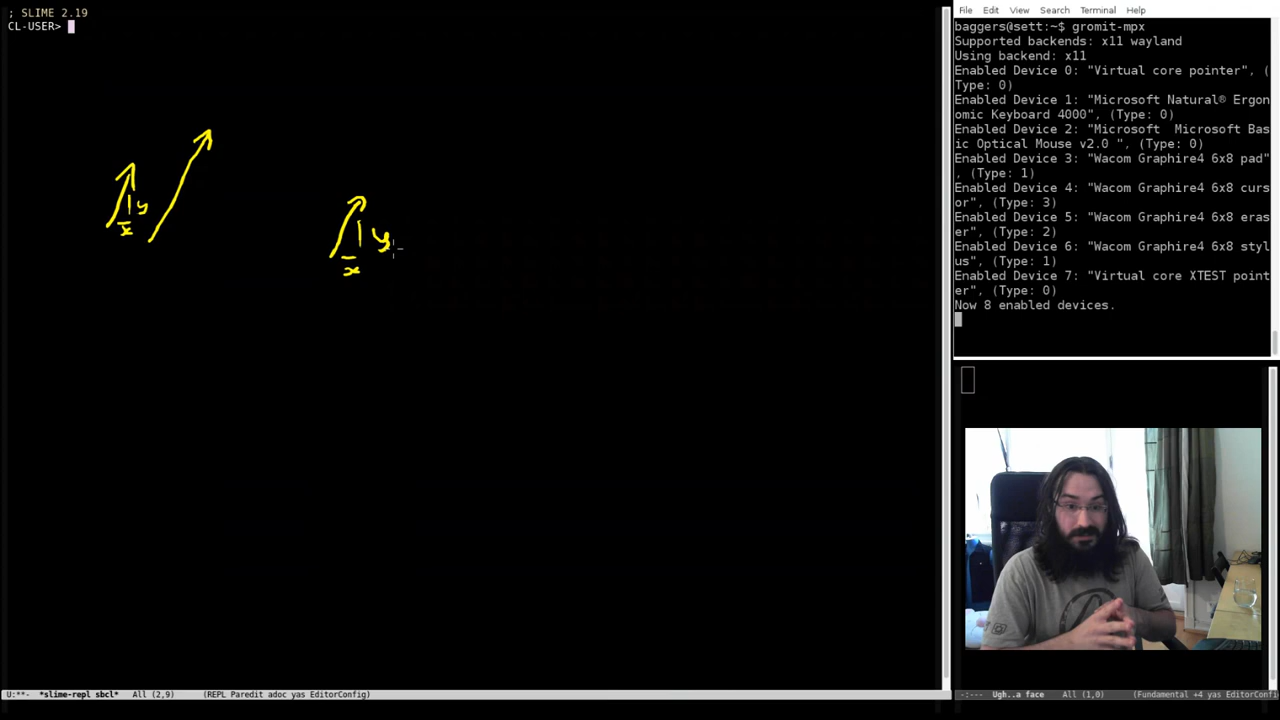 ; SLIME 2.19
CL-USER>
y
x
y
x
U:**- *slime-repl sbcl* All (2,9) (REPL Paredit adoc yas EditorConfig)
File Edit View Search Terminal Help
baggers@sett:~$ gromit-mpx
Supported backends: x11 wayland
Using backend: x11
Enabled Device 0: "Virtual core pointer", (
Type: 0)
Enabled Device 1: "Microsoft Natural® Ergon
omic Keyboard 4000", (Type: 0)
Enabled Device 2: "Microsoft  Microsoft Bas
ic Optical Mouse v2.0 ", (Type: 0)
Enabled Device 3: "Wacom Graphire4 6x8 pad"
, (Type: 1)
Enabled Device 4: "Wacom Graphire4 6x8 curs
or", (Type: 3)
Enabled Device 5: "Wacom Graphire4 6x8 eras
er", (Type: 2)
Enabled Device 6: "Wacom Graphire4 6x8 styl
us", (Type: 1)
Enabled Device 7: "Virtual core XTEST point
er", (Type: 0)
Now 8 enabled devices.
-:--- Ugh..a face All (1,0) (Fundamental +4 yas EditorConfi